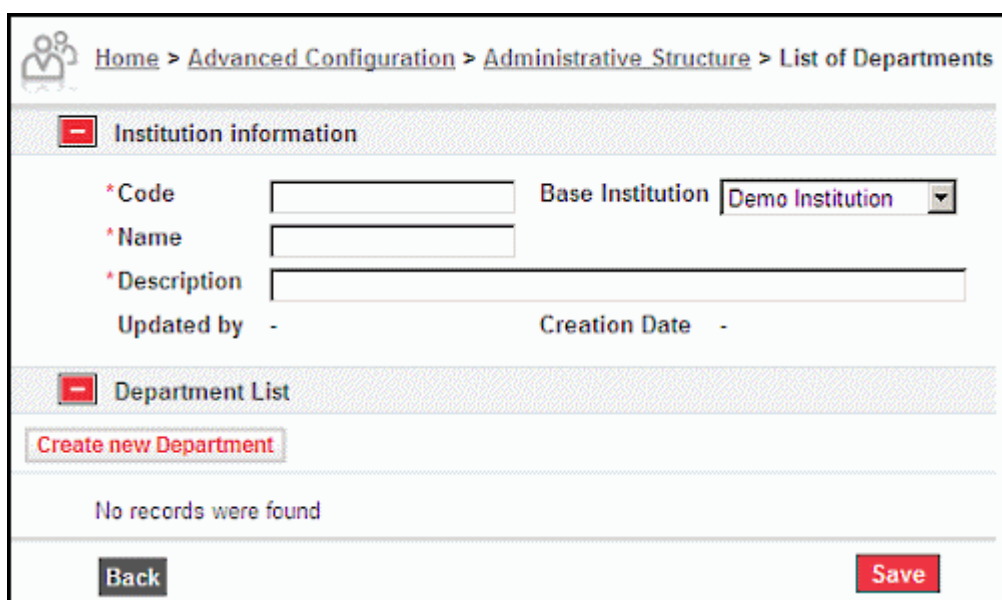 Home > Advanced Configuration > Administrative Structure > List of Departments
Institution information
*Code Base Institution Demo Institution
*Name
*Description
Updated by - Creation Date -
Department List
Create new Department
No records were found
Back Save